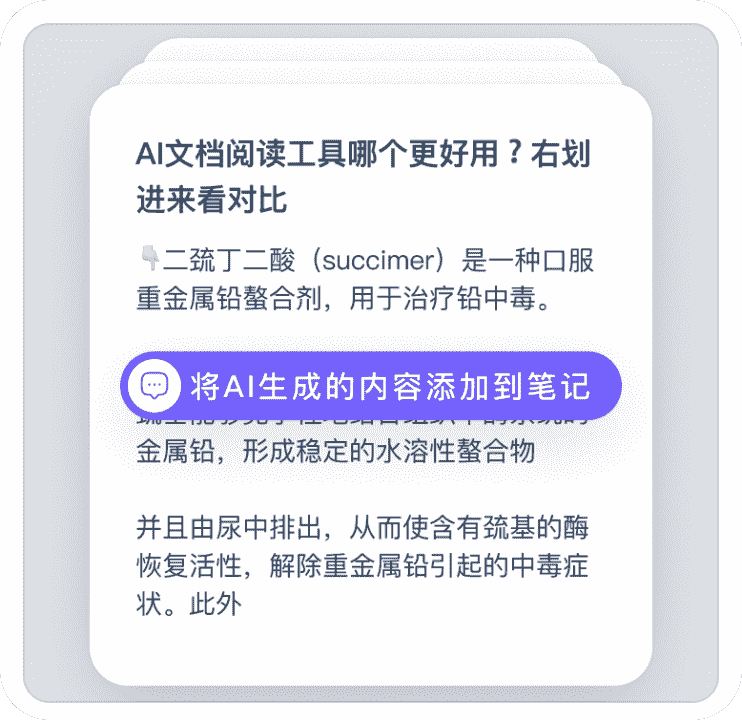 AI文档阅读工具哪个更好用？右划
进来看对比
👇二巯丁二酸（succimer）是一种口服
重金属铅螯合剂，用于治疗铅中毒。
将AI生成的内容添加到笔记
金属铅，形成稳定的水溶性螯合物
并且由尿中排出，从而使含有巯基的酶
恢复活性，解除重金属铅引起的中毒症
状。此外